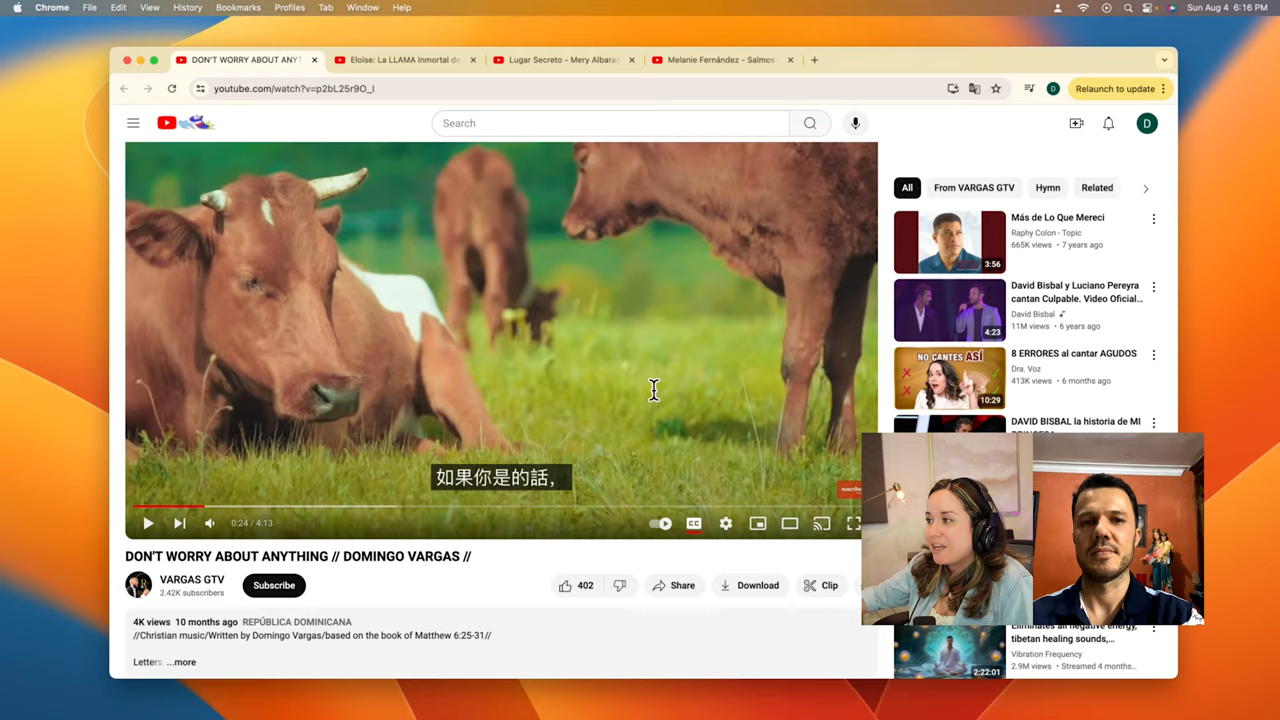 Chrome File Edit View History Bookmarks Profiles Tab Window Help
Sun Aug 4 6:16 PM
DON'T WORRY ABOUT ANYT
Eloise: La LLAMA Inmortal de
Lugar Secreto - Mery Albarad
Melanie Fernández - Salmos
youtube.com/watch?v=p2bL25r9O_I
Relaunch to update
D
Search
D
All
From VARGAS GTV
Hymn
Related
Más de Lo Que Mereci
Raphy Colon - Topic
665K views • 7 years ago
3:56
David Bisbal y Luciano Pereyra
cantan Culpable. Video Oficial...
David Bisbal
11M views • 6 years ago
4:23
NO CANTES ASÍ
8 ERRORES al cantar AGUDOS
Dra. Voz
413K views • 6 months ago
10:29
DAVID BISBAL la historia de MI
如果你是的話,
0:24 / 4:13
CC
DON'T WORRY ABOUT ANYTHING // DOMINGO VARGAS //
VARGAS GTV
2.42K subscribers
Subscribe
402
Share
Download
Clip
4K views 10 months ago REPÚBLICA DOMINICANA
//Christian music/Written by Domingo Vargas/based on the book of Matthew 6:25-31//
Letters: ...more
tibetan healing sounds,...
Vibration Frequency
2.9M views • Streamed 4 months...
2:22:01